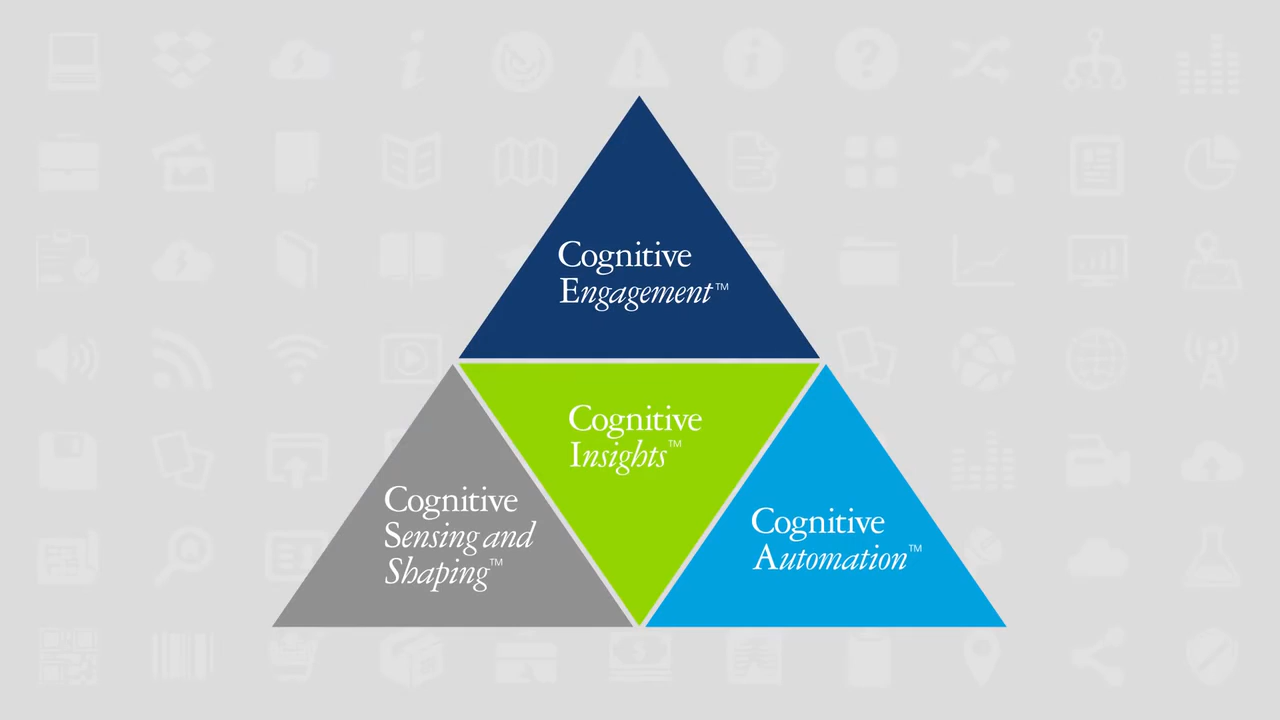 Cognitive
Engagement™
Cognitive
Insights™
Cognitive
Sensing and
Shaping™
Cognitive
Automation™